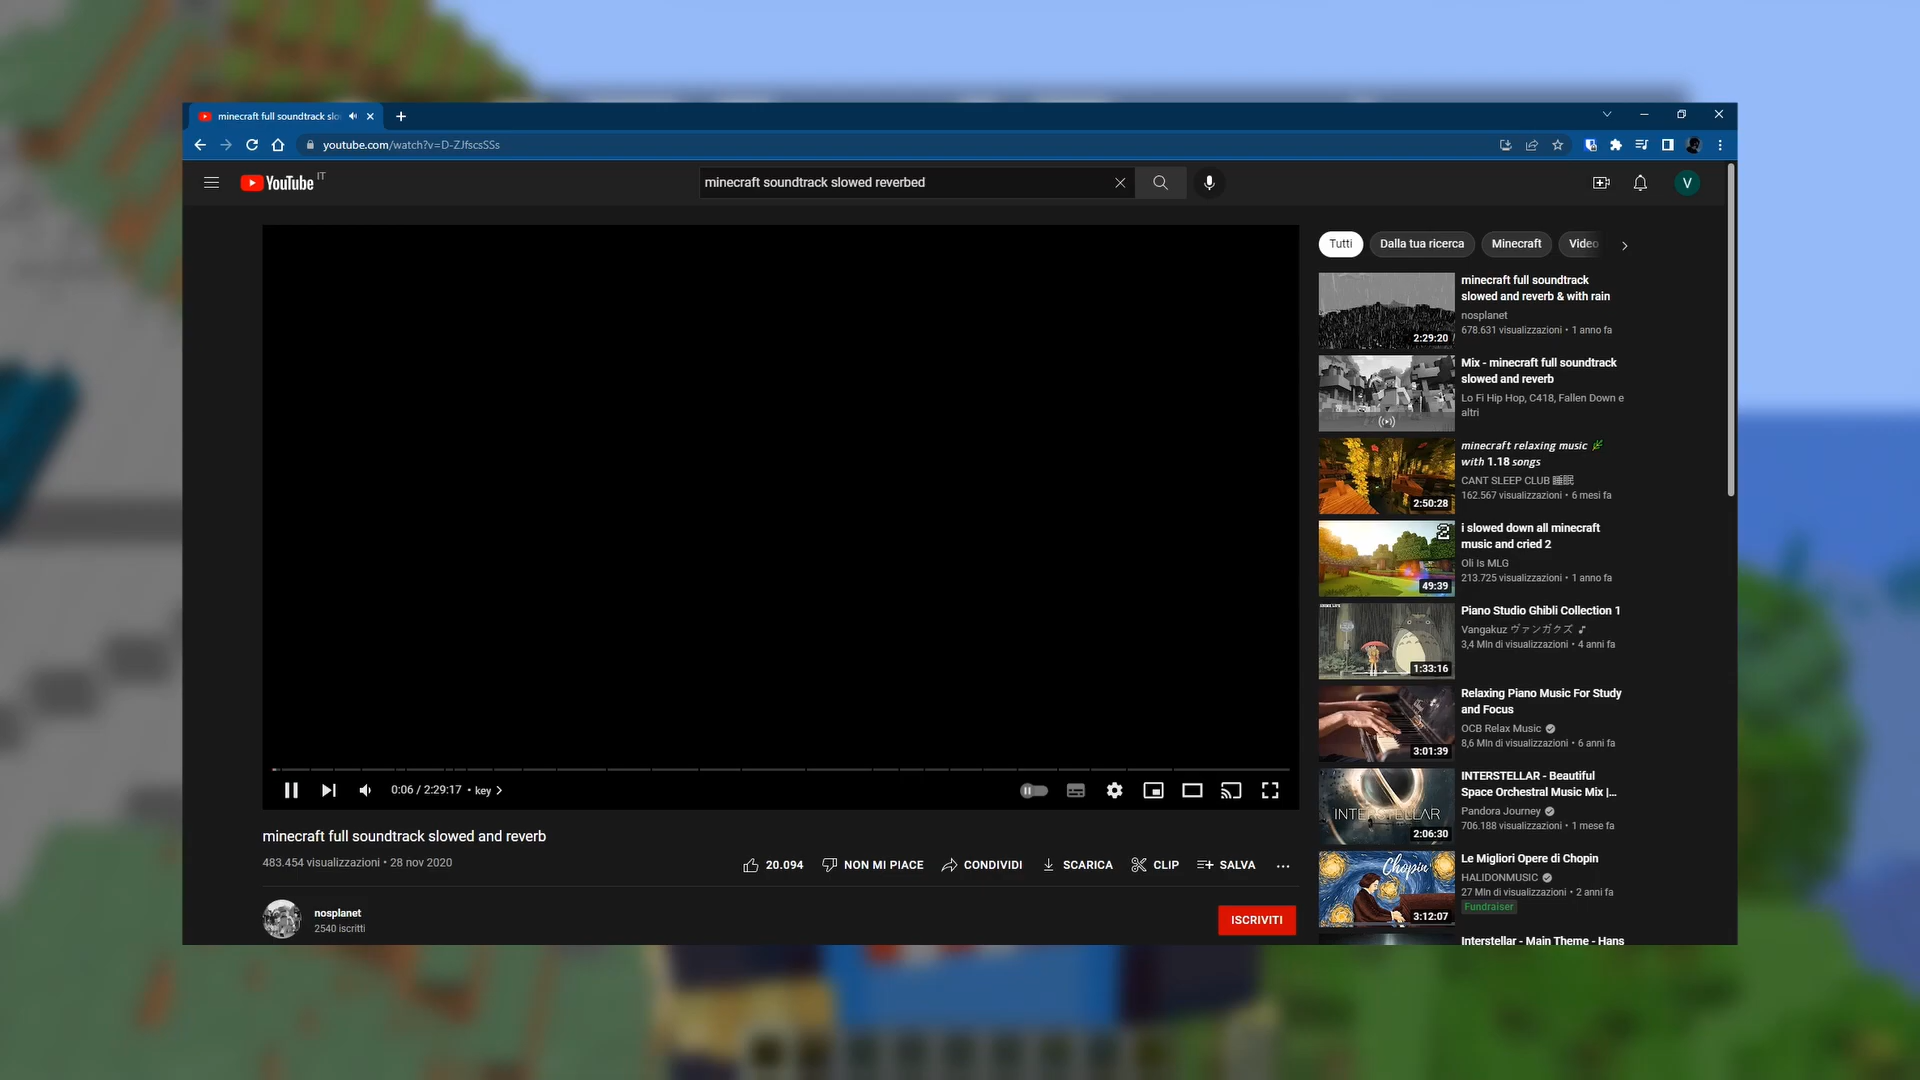 minecraft full soundtrack slo
youtube.com/watch?v=D-ZJfscsSSs
YouTube IT
minecraft soundtrack slowed reverbed
V
Tutti
Dalla tua ricerca
Minecraft
Video
minecraft full soundtrack
slowed and reverb & with rain
nosplanet
678.631 visualizzazioni • 1 anno fa
2:29:20
Mix - minecraft full soundtrack
slowed and reverb
Lo Fi Hip Hop, C418, Fallen Down e
altri
minecraft relaxing music 🌿
with 1.18 songs
CANT SLEEP CLUB 睡眠
162.567 visualizzazioni • 6 mesi fa
2:50:28
i slowed down all minecraft
music and cried 2
Oli Is MLG
213.725 visualizzazioni • 1 anno fa
2
49:39
Piano Studio Ghibli Collection 1
Vangakuz ヴァンガクズ ♪
3,4 Mln di visualizzazioni • 4 anni fa
1:33:16
Relaxing Piano Music For Study
and Focus
OCB Relax Music
8,6 Mln di visualizzazioni • 6 anni fa
3:01:39
INTERSTELLAR - Beautiful
Space Orchestral Music Mix |...
Pandora Journey
706.188 visualizzazioni • 1 mese fa
INTERSTELLAR
2:06:30
Le Migliori Opere di Chopin
HALIDONMUSIC
27 Mln di visualizzazioni • 2 anni fa
Fundraiser
Chopin
3:12:07
Interstellar - Main Theme - Hans
0:06 / 2:29:17 • key
minecraft full soundtrack slowed and reverb
483.454 visualizzazioni • 28 nov 2020
20.094
NON MI PIACE
CONDIVIDI
SCARICA
CLIP
SALVA
nosplanet
2540 iscritti
ISCRIVITI